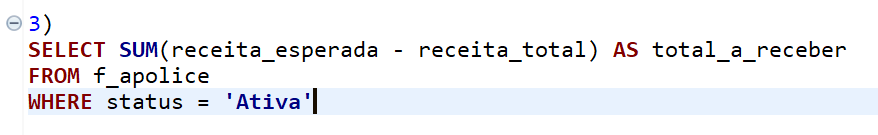 3)
SELECT SUM(receita_esperada - receita_total) AS total_a_receber
FROM f_apolice
WHERE status = 'Ativa'